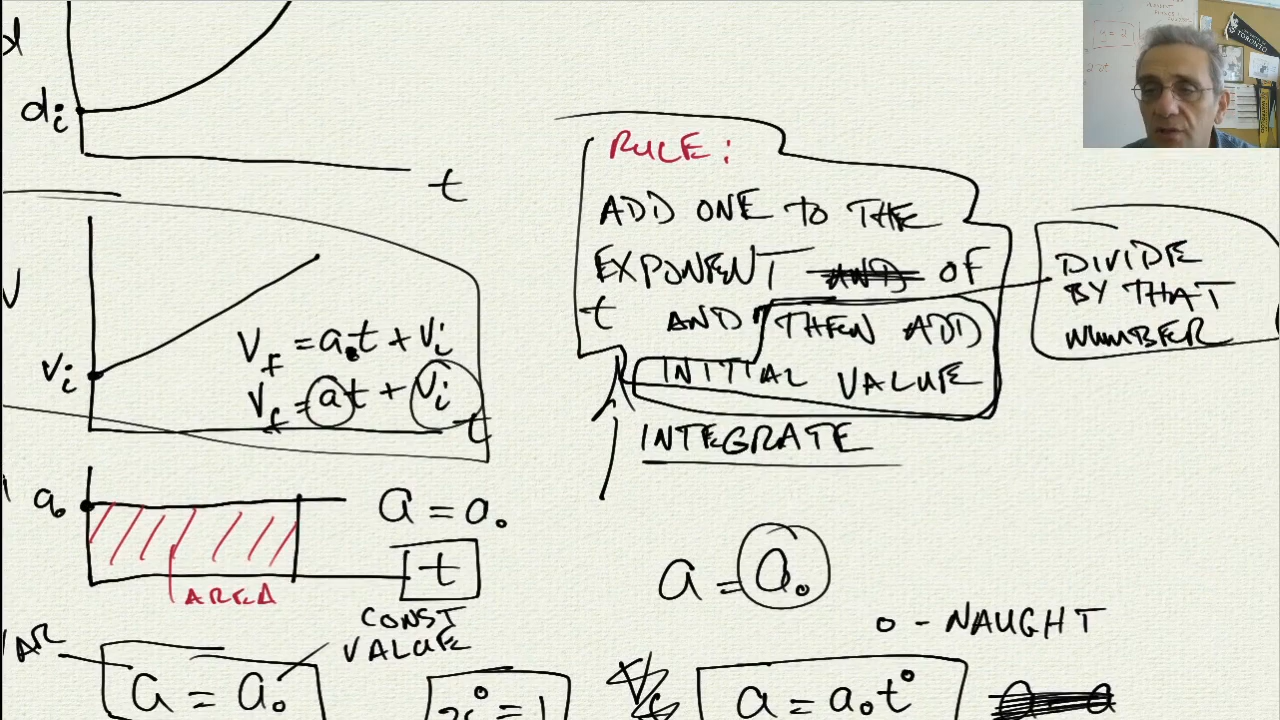 d
di
t
V
vi
Vf = a₀t + vi
Vf = at + vi
t
a₀
a = a₀
t
AREA
CONST
VALUE
a = a₀
x⁰ = 1
RULE:
ADD ONE TO THE
EXPONENT AND OF
t AND THEN ADD
INITIAL VALUE
DIVIDE
BY THAT
NUMBER
INTEGRATE
a = a₀
o - NAUGHT
a = a₀t⁰
TORONTO